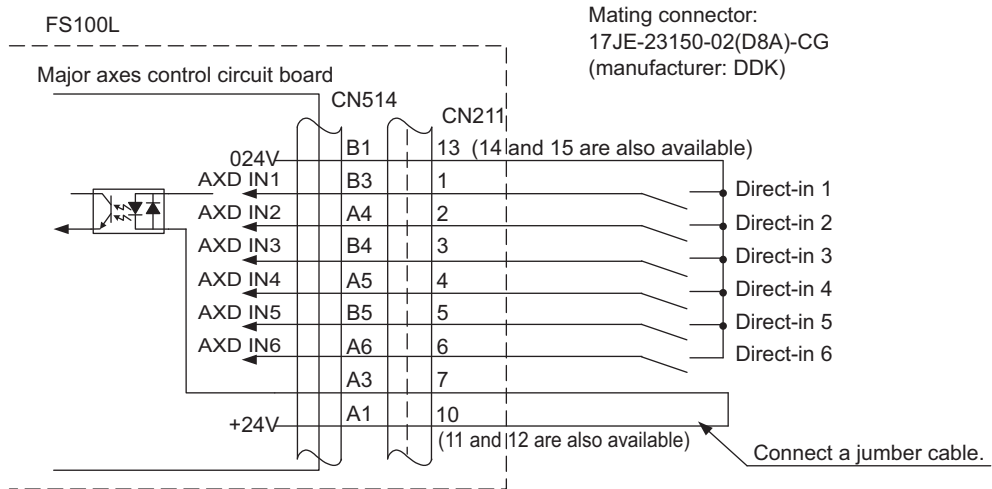 FS100L
Mating connector:
17JE-23150-02(D8A)-CG
(manufacturer: DDK)
Major axes control circuit board
CN514
CN211
024V B1 13 (14 and 15 are also available)
AXD IN1 B3 1 Direct-in 1
AXD IN2 A4 2 Direct-in 2
AXD IN3 B4 3 Direct-in 3
AXD IN4 A5 4 Direct-in 4
AXD IN5 B5 5 Direct-in 5
AXD IN6 A6 6 Direct-in 6
A3 7
+24V A1 10
(11 and 12 are also available)
Connect a jumber cable.